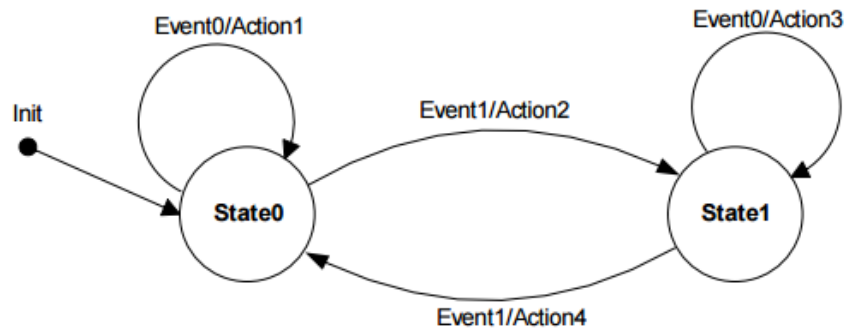 Event0/Action1
Event0/Action3
Init
Event1/Action2
State0
State1
Event1/Action4